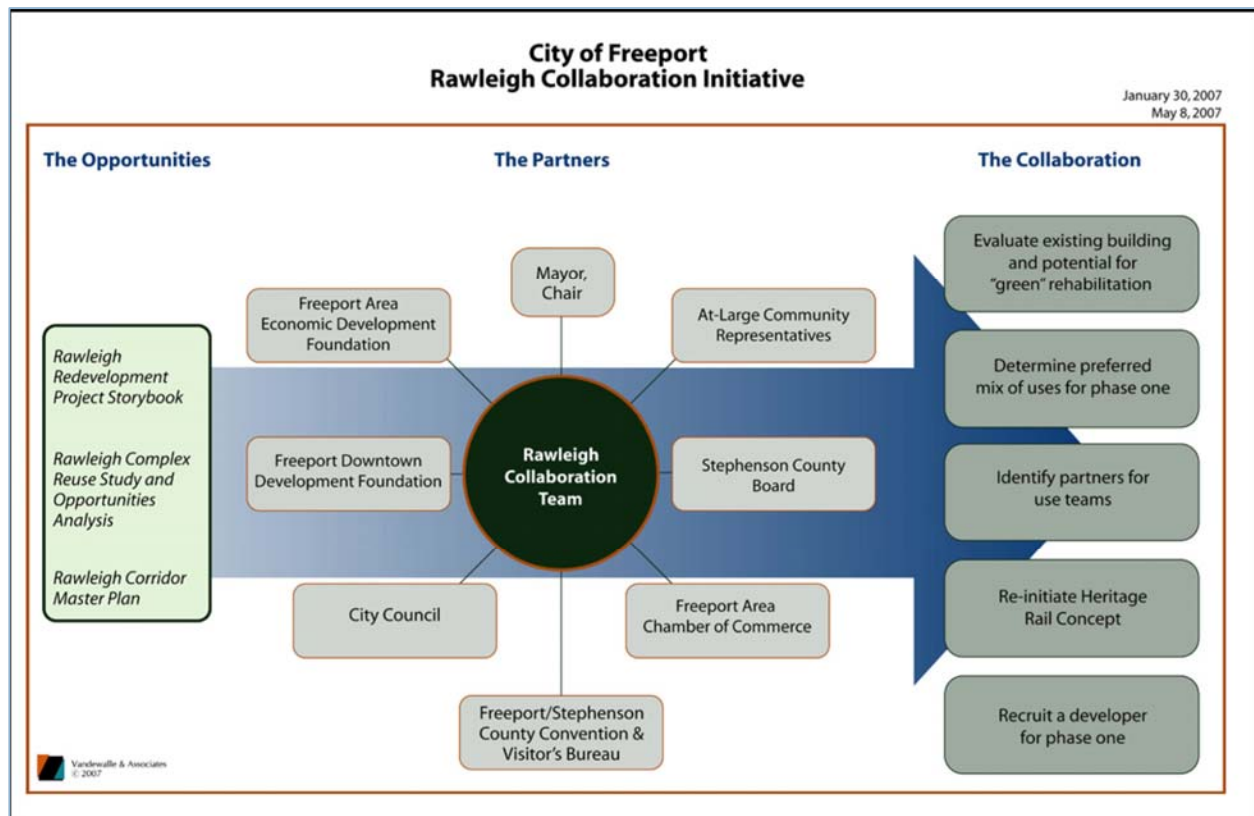 City of Freeport
Rawleigh Collaboration Initiative
January 30, 2007
May 8, 2007
The Opportunities
The Partners
The Collaboration
Rawleigh
Redevelopment
Project Storybook
Rawleigh Complex
Reuse Study and
Opportunities
Analysis
Rawleigh Corridor
Master Plan
Mayor,
Chair
Freeport Area
Economic Development
Foundation
At-Large Community
Representatives
Freeport Downtown
Development Foundation
Rawleigh
Collaboration
Team
Stephenson County
Board
City Council
Freeport Area
Chamber of Commerce
Freeport/Stephenson
County Convention &
Visitor's Bureau
Evaluate existing building
and potential for
"green" rehabilitation
Determine preferred
mix of uses for phase one
Identify partners for
use teams
Re-initiate Heritage
Rail Concept
Recruit a developer
for phase one
Vandewalle & Associates
© 2007